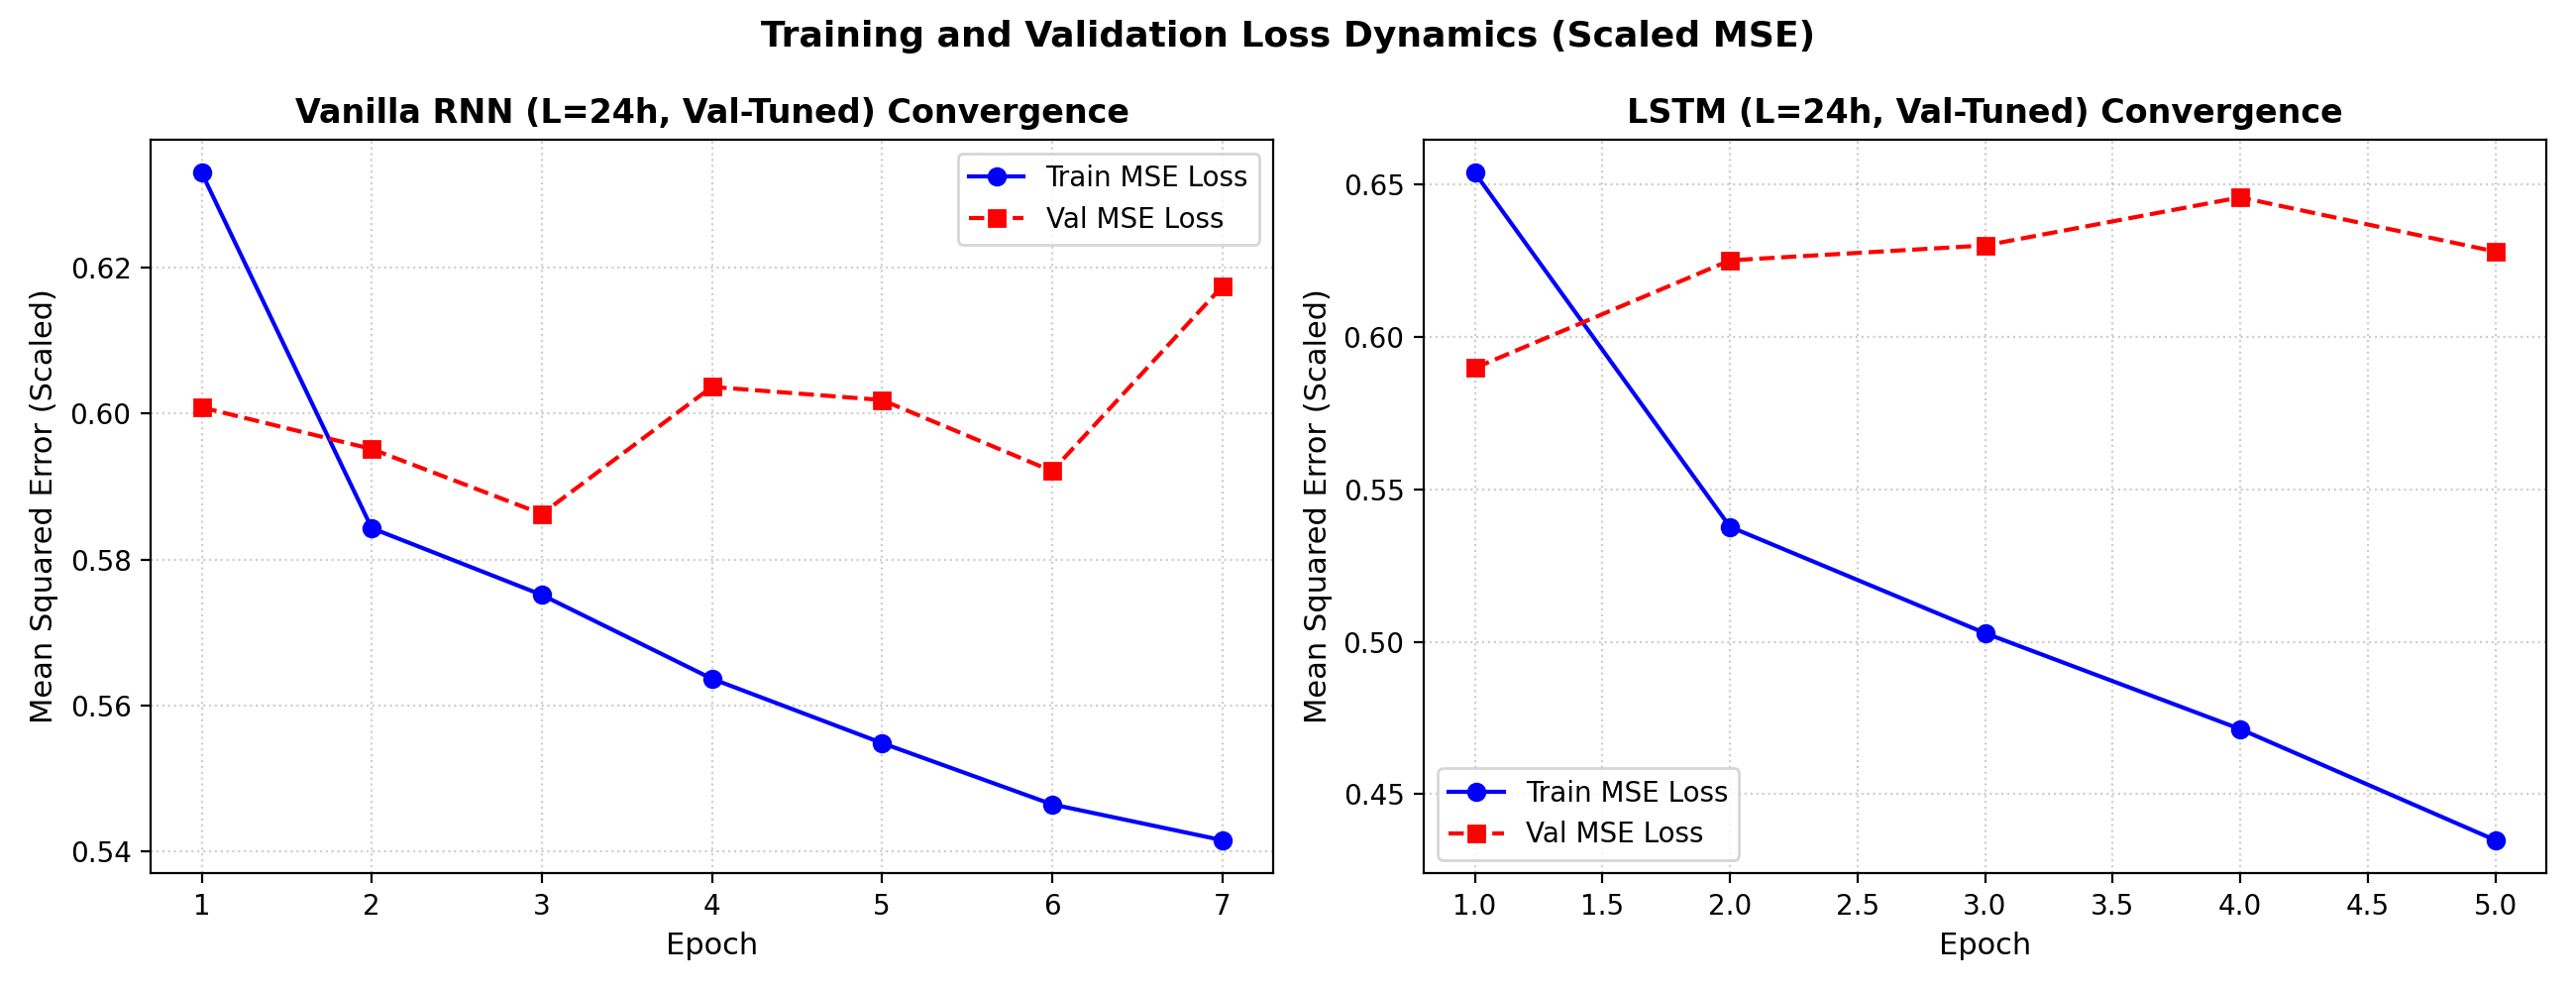 Training and Validation Loss Dynamics (Scaled MSE)
Vanilla RNN (L=24h, Val-Tuned) Convergence
Mean Squared Error (Scaled)
0.62
0.60
0.58
0.56
0.54
Train MSE Loss
Val MSE Loss
1 2 3 4 5 6 7
Epoch
LSTM (L=24h, Val-Tuned) Convergence
Mean Squared Error (Scaled)
0.65
0.60
0.55
0.50
0.45
Train MSE Loss
Val MSE Loss
1.0 1.5 2.0 2.5 3.0 3.5 4.0 4.5 5.0
Epoch